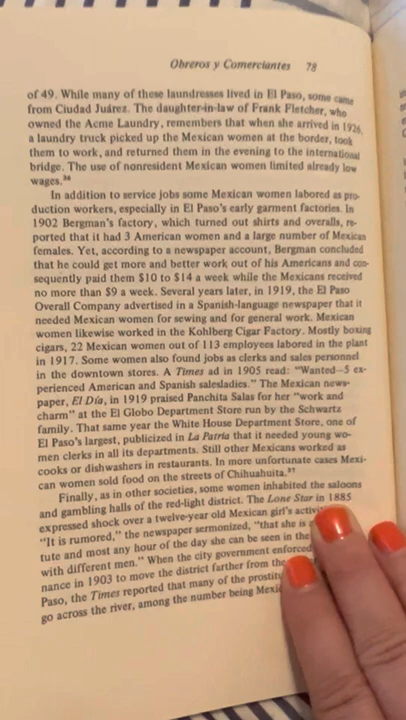 Obreros y Comerciantes 78
of 49. While many of these laundresses lived in El Paso, some came
from Ciudad Juárez. The daughter-in-law of Frank Fletcher, who
owned the Acme Laundry, remembers that when she arrived in 1926,
a laundry truck picked up the Mexican women at the border, took
them to work, and returned them in the evening to the international
bridge. The use of nonresident Mexican women limited already low
wages.³⁶
In addition to service jobs some Mexican women labored as pro-
duction workers, especially in El Paso's early garment factories. In
1902 Bergman's factory, which turned out shirts and overalls, re-
ported that it had 3 American women and a large number of Mexican
females. Yet, according to a newspaper account, Bergman concluded
that he could get more and better work out of his Americans and con-
sequently paid them $10 to $14 a week while the Mexicans received
no more than $9 a week. Several years later, in 1919, the El Paso
Overall Company advertised in a Spanish-language newspaper that it
needed Mexican women for sewing and for general work. Mexican
women likewise worked in the Kohlberg Cigar Factory. Mostly boxing
cigars, 22 Mexican women out of 113 employees labored in the plant
in 1917. Some women also found jobs as clerks and sales personnel
in the downtown stores. A Times ad in 1905 read: "Wanted—5 ex-
perienced American and Spanish salesladies." The Mexican news-
paper, El Día, in 1919 praised Panchita Salas for her "work and
charm" at the El Globo Department Store run by the Schwartz
family. That same year the White House Department Store, one of
El Paso's largest, publicized in La Patria that it needed young wo-
men clerks in all its departments. Still other Mexicans worked as
cooks or dishwashers in restaurants. In more unfortunate cases Mexi-
can women sold food on the streets of Chihuahuita.³⁷
Finally, as in other societies, some women inhabited the saloons
and gambling halls of the red-light district. The Lone Star in 1885
expressed shock over a twelve-year old Mexican girl's
"It is rumored," the newspaper sermonized, "that she is
tute and most any hour of the day she can be seen in the
with different men." When the city government enforced
nance in 1903 to move the district farther from the
Paso, the Times reported that many of the
go across the river, among the number being